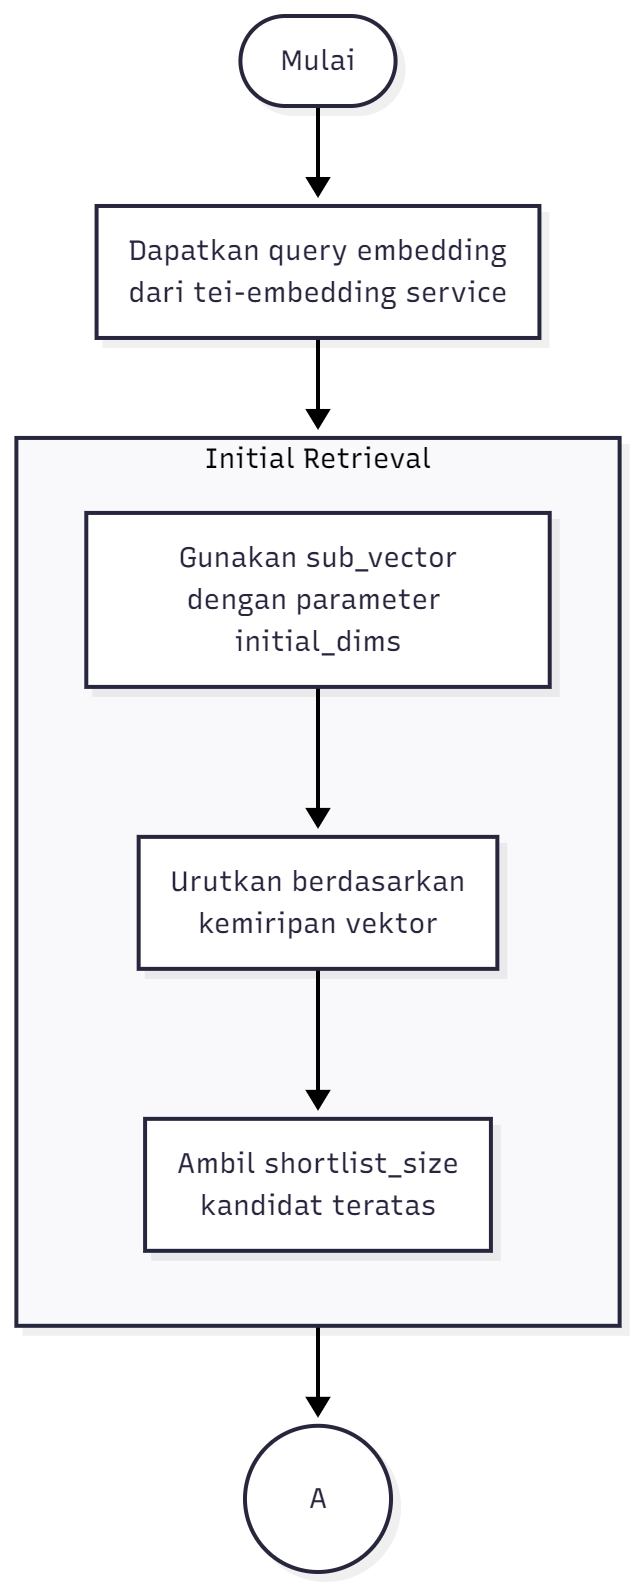 Mulai
Dapatkan query embedding
dari tei-embedding service
Initial Retrieval
Gunakan sub_vector
dengan parameter
initial_dims
Urutkan berdasarkan
kemiripan vektor
Ambil shortlist_size
kandidat teratas
A